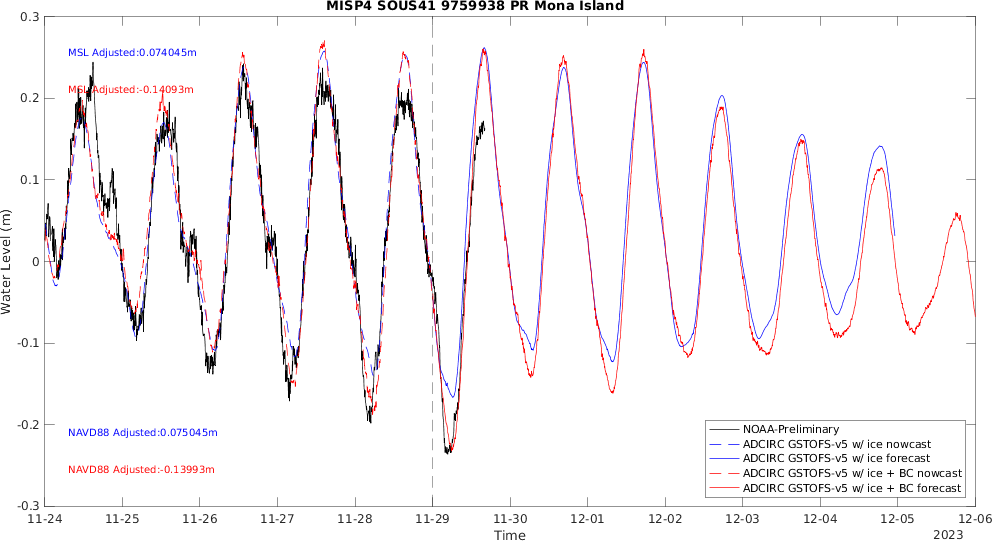 MISP4 SOUS41 9759938 PR Mona Island
0.3
MSL Adjusted:0.074045m
MSL Adjusted:-0.14093m
0.2
0.1
0
-0.1
-0.2
-0.3
Water Level (m)
NAVD88 Adjusted:0.075045m
NAVD88 Adjusted:-0.13993m
NOAA-Preliminary
ADCIRC GSTOFS-v5 w/ ice nowcast
ADCIRC GSTOFS-v5 w/ ice forecast
ADCIRC GSTOFS-v5 w/ ice + BC nowcast
ADCIRC GSTOFS-v5 w/ ice + BC forecast
11-24 11-25 11-26 11-27 11-28 11-29 11-30 12-01 12-02 12-03 12-04 12-05 12-06
Time
2023